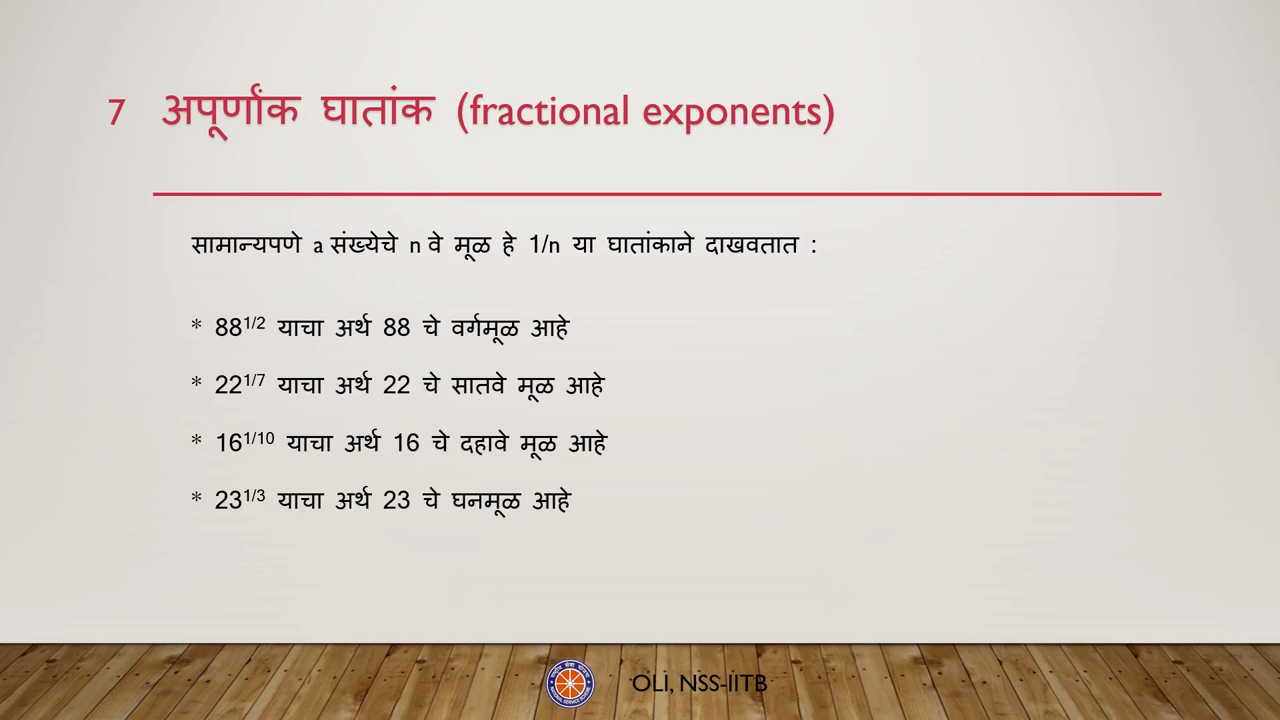 7 अपूर्णांक घातांक (fractional exponents)
सामान्यपणे a संख्येचे n वे मूळ हे 1/n या घातांकाने दाखवतात :
* 88^1/2 याचा अर्थ 88 चे वर्गमूळ आहे
* 22^1/7 याचा अर्थ 22 चे सातवे मूळ आहे
* 16^1/10 याचा अर्थ 16 चे दहावे मूळ आहे
* 23^1/3 याचा अर्थ 23 चे घनमूळ आहे
OLI, NSS-IITB